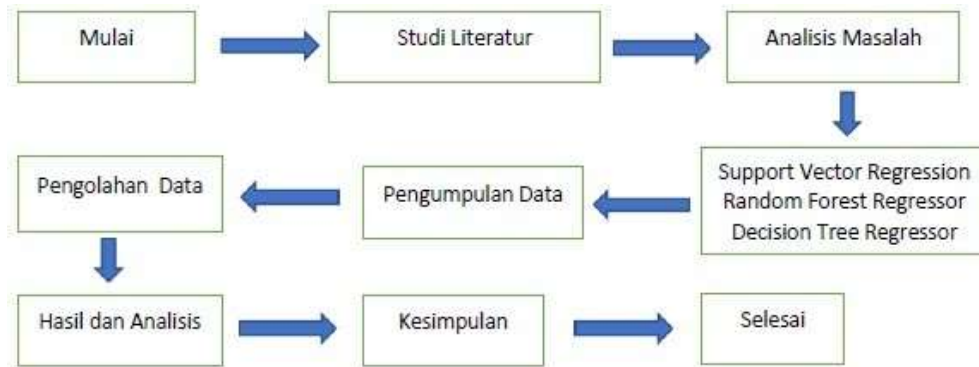 Mulai
Studi Literatur
Analisis Masalah
Support Vector Regression
Random Forest Regressor
Decision Tree Regressor
Pengumpulan Data
Pengolahan Data
Hasil dan Analisis
Kesimpulan
Selesai